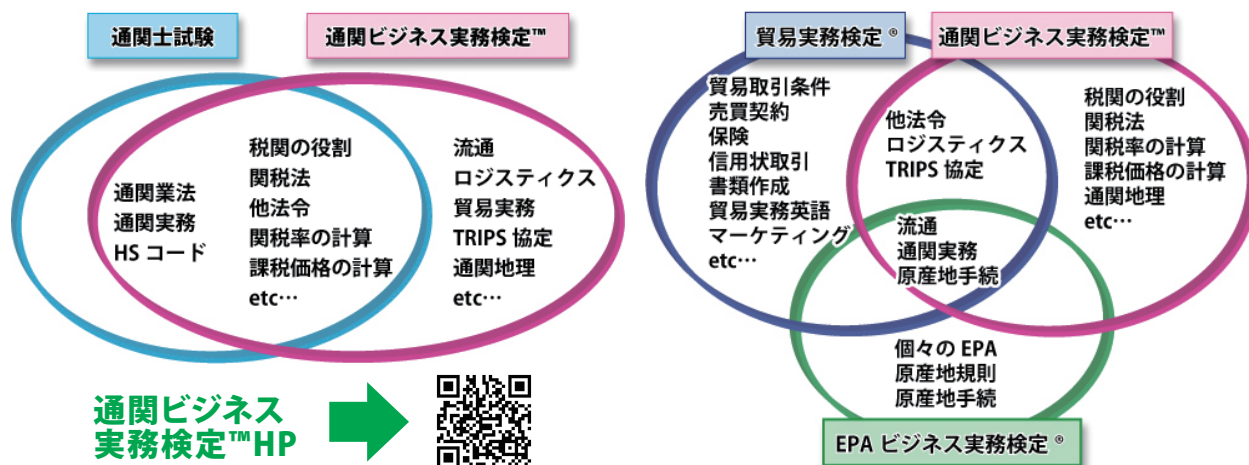 通関士試験
通関ビジネス実務検定™
通関業法
通関実務
HS コード
税関の役割
関税法
他法令
関税率の計算
課税価格の計算
etc…
流通
ロジスティクス
貿易実務
TRIPS 協定
通関地理
etc…
通関ビジネス
実務検定™HP
貿易実務検定®
通関ビジネス実務検定™
貿易取引条件
売買契約
保険
信用状取引
書類作成
貿易実務英語
マーケティング
etc…
他法令
ロジスティクス
TRIPS 協定
税関の役割
関税法
関税率の計算
課税価格の計算
通関地理
etc…
流通
通関実務
原産地手続
個々の EPA
原産地規則
原産地手続
EPA ビジネス実務検定®